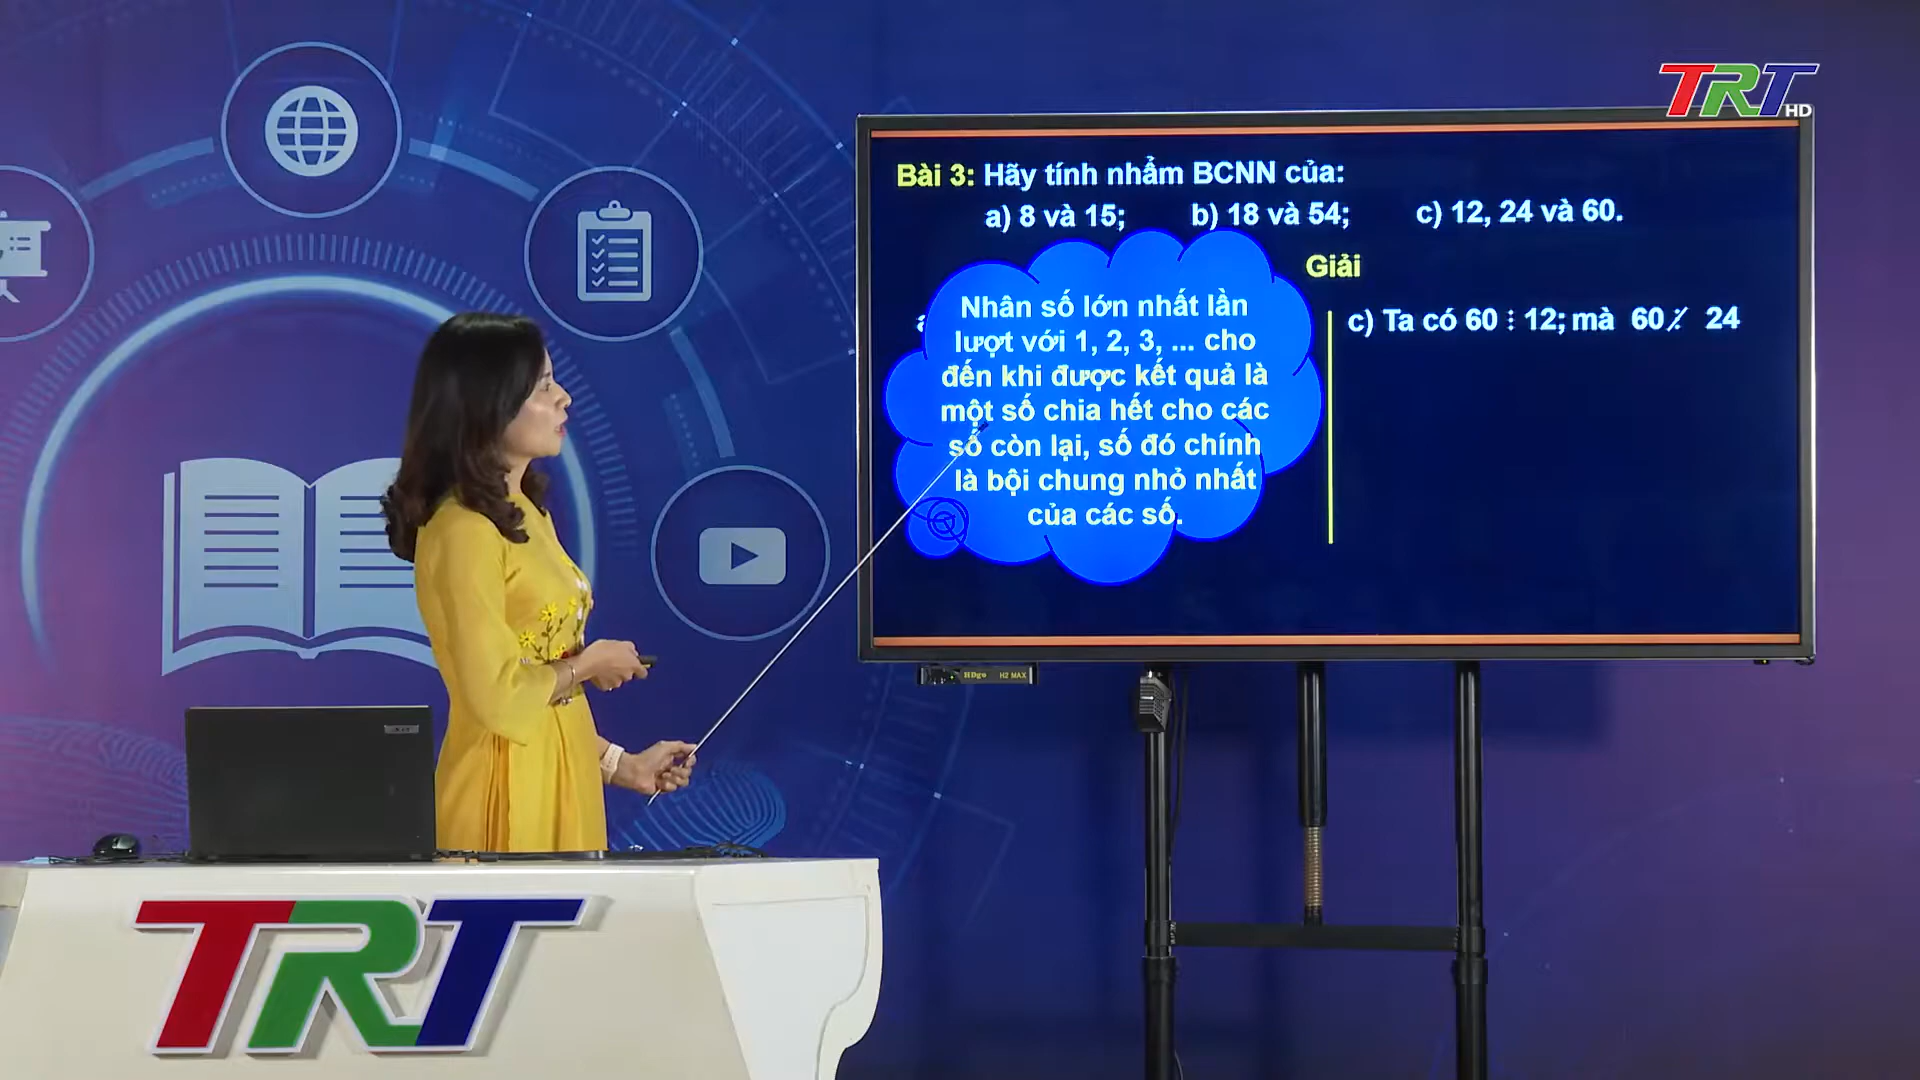 TRT HD
Bài 3: Hãy tính nhẩm BCNN của:
a) 8 và 15; b) 18 và 54; c) 12, 24 và 60.
Giải
Nhân số lớn nhất lần
lượt với 1, 2, 3, ... cho
đến khi được kết quả là
một số chia hết cho các
số còn lại, số đó chính
là bội chung nhỏ nhất
của các số.
c) Ta có 60 ⋮ 12; mà 60 ⋮̸ 24
HDgo H2 MAX
TRT